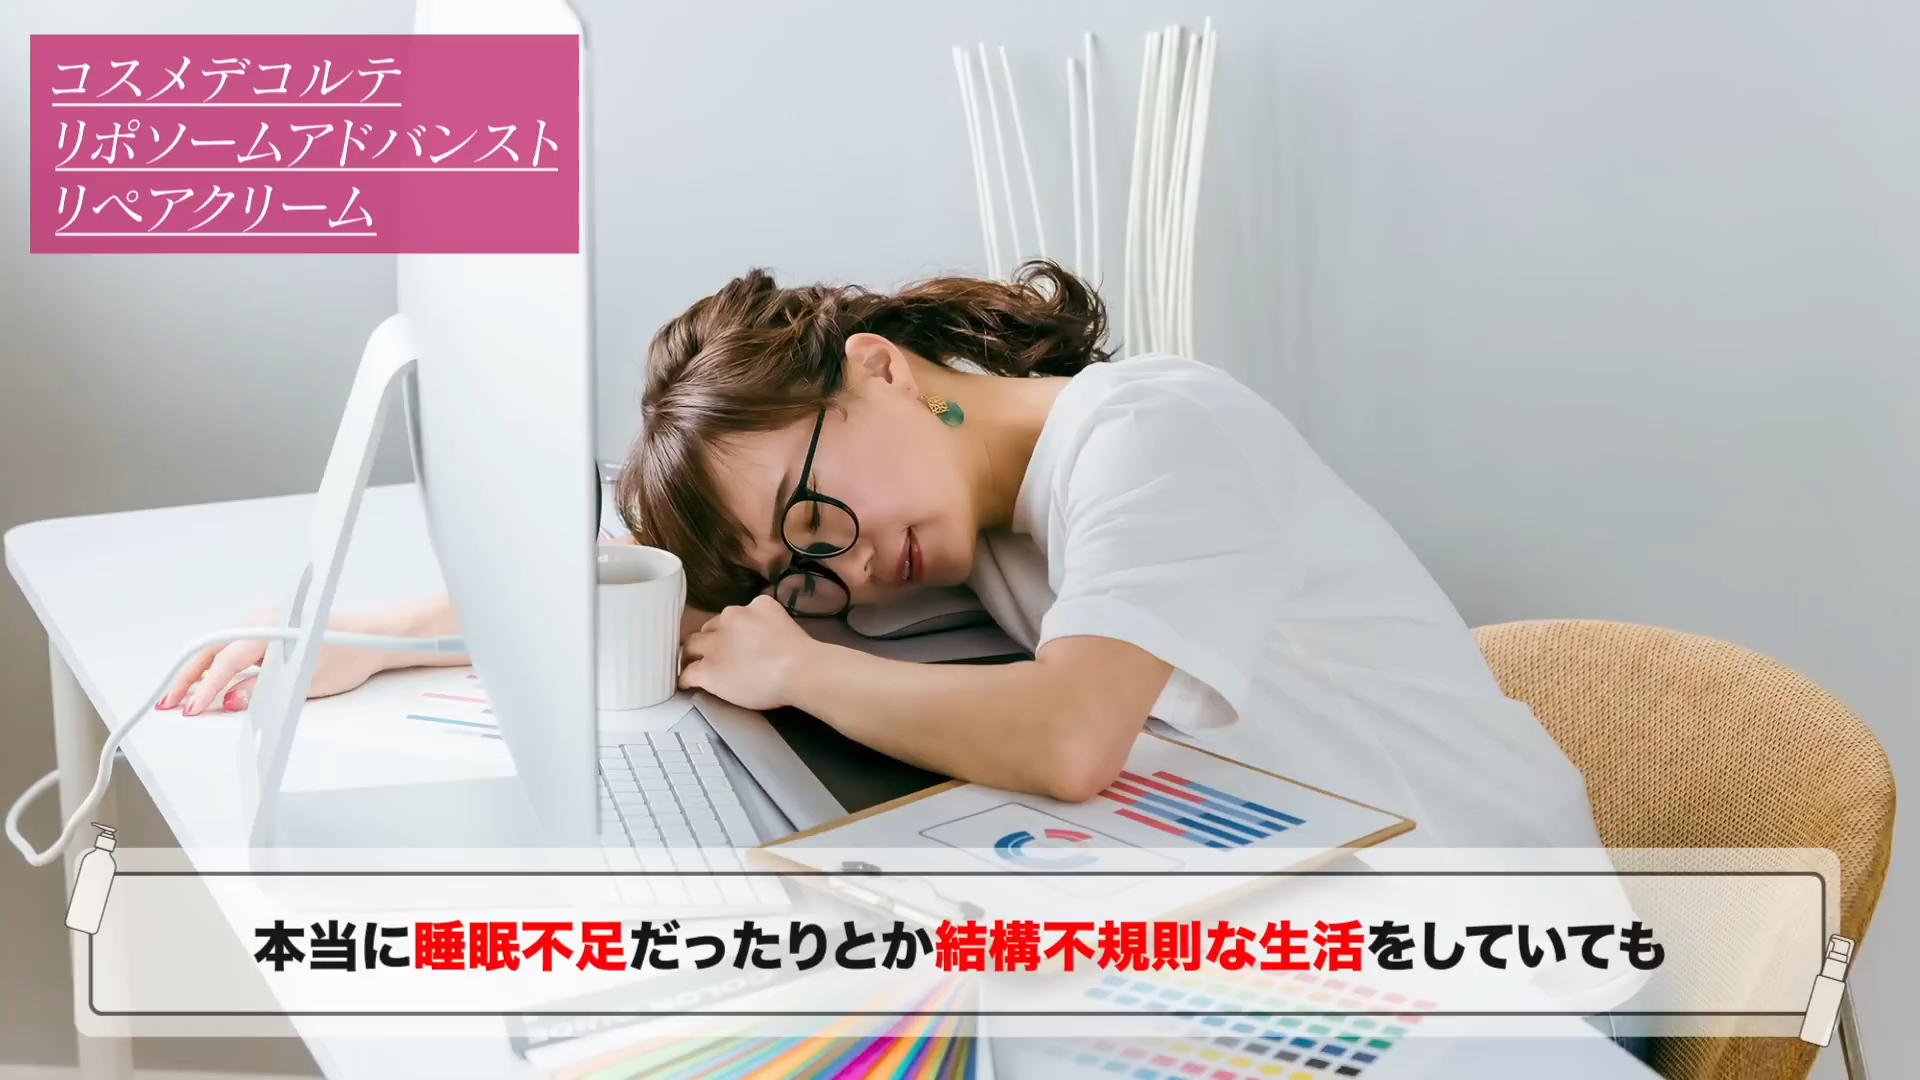 コスメデコルテ
リポソームアドバンスト
リペアクリーム
本当に睡眠不足だったりとか結構不規則な生活をしていても